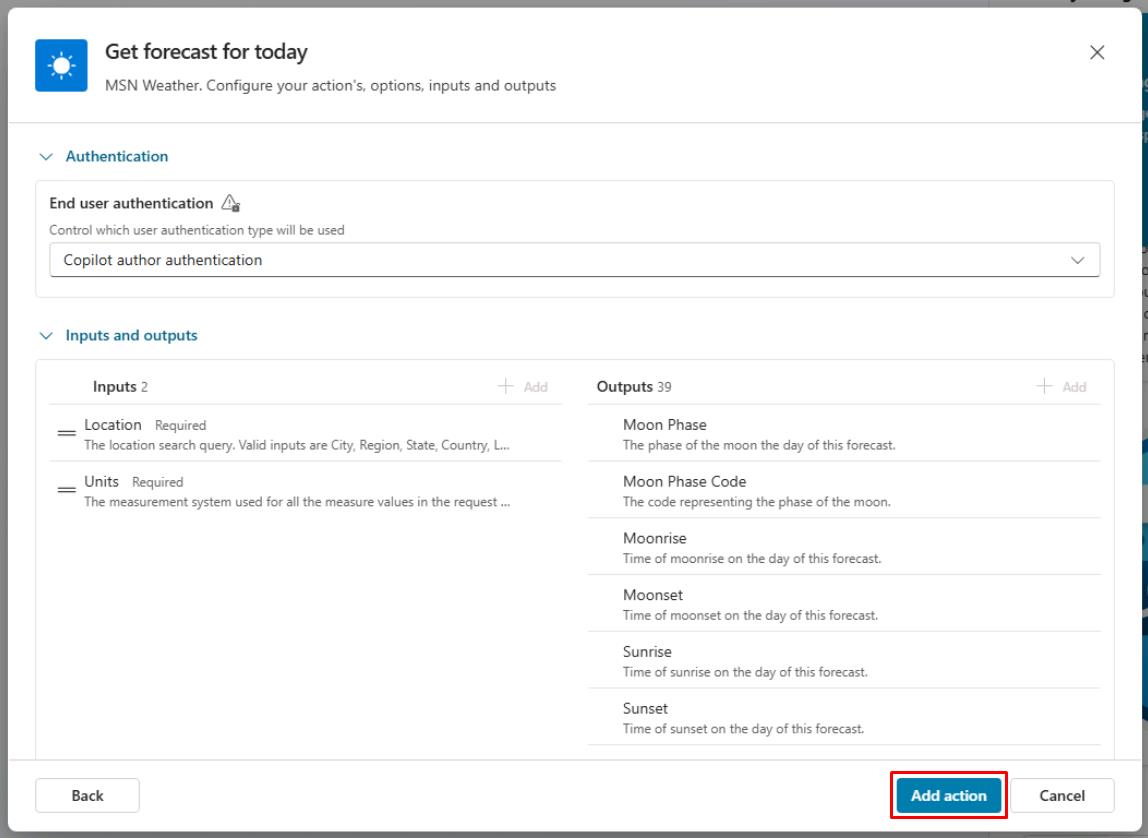 Get forecast for today
MSN Weather. Configure your action's, options, inputs and outputs
Authentication
End user authentication
Control which user authentication type will be used
Copilot author authentication
Inputs and outputs
Inputs 2
Add
Location Required
The location search query. Valid inputs are City, Region, State, Country, L...
Units Required
The measurement system used for all the measure values in the request ...
Outputs 39
Add
Moon Phase
The phase of the moon the day of this forecast.
Moon Phase Code
The code representing the phase of the moon.
Moonrise
Time of moonrise on the day of this forecast.
Moonset
Time of moonset on the day of this forecast.
Sunrise
Time of sunrise on the day of this forecast.
Sunset
Time of sunset on the day of this forecast.
Back
Add action
Cancel